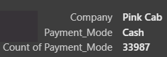 Company Pink Cab
Payment_Mode Cash
Count of Payment_Mode 33987